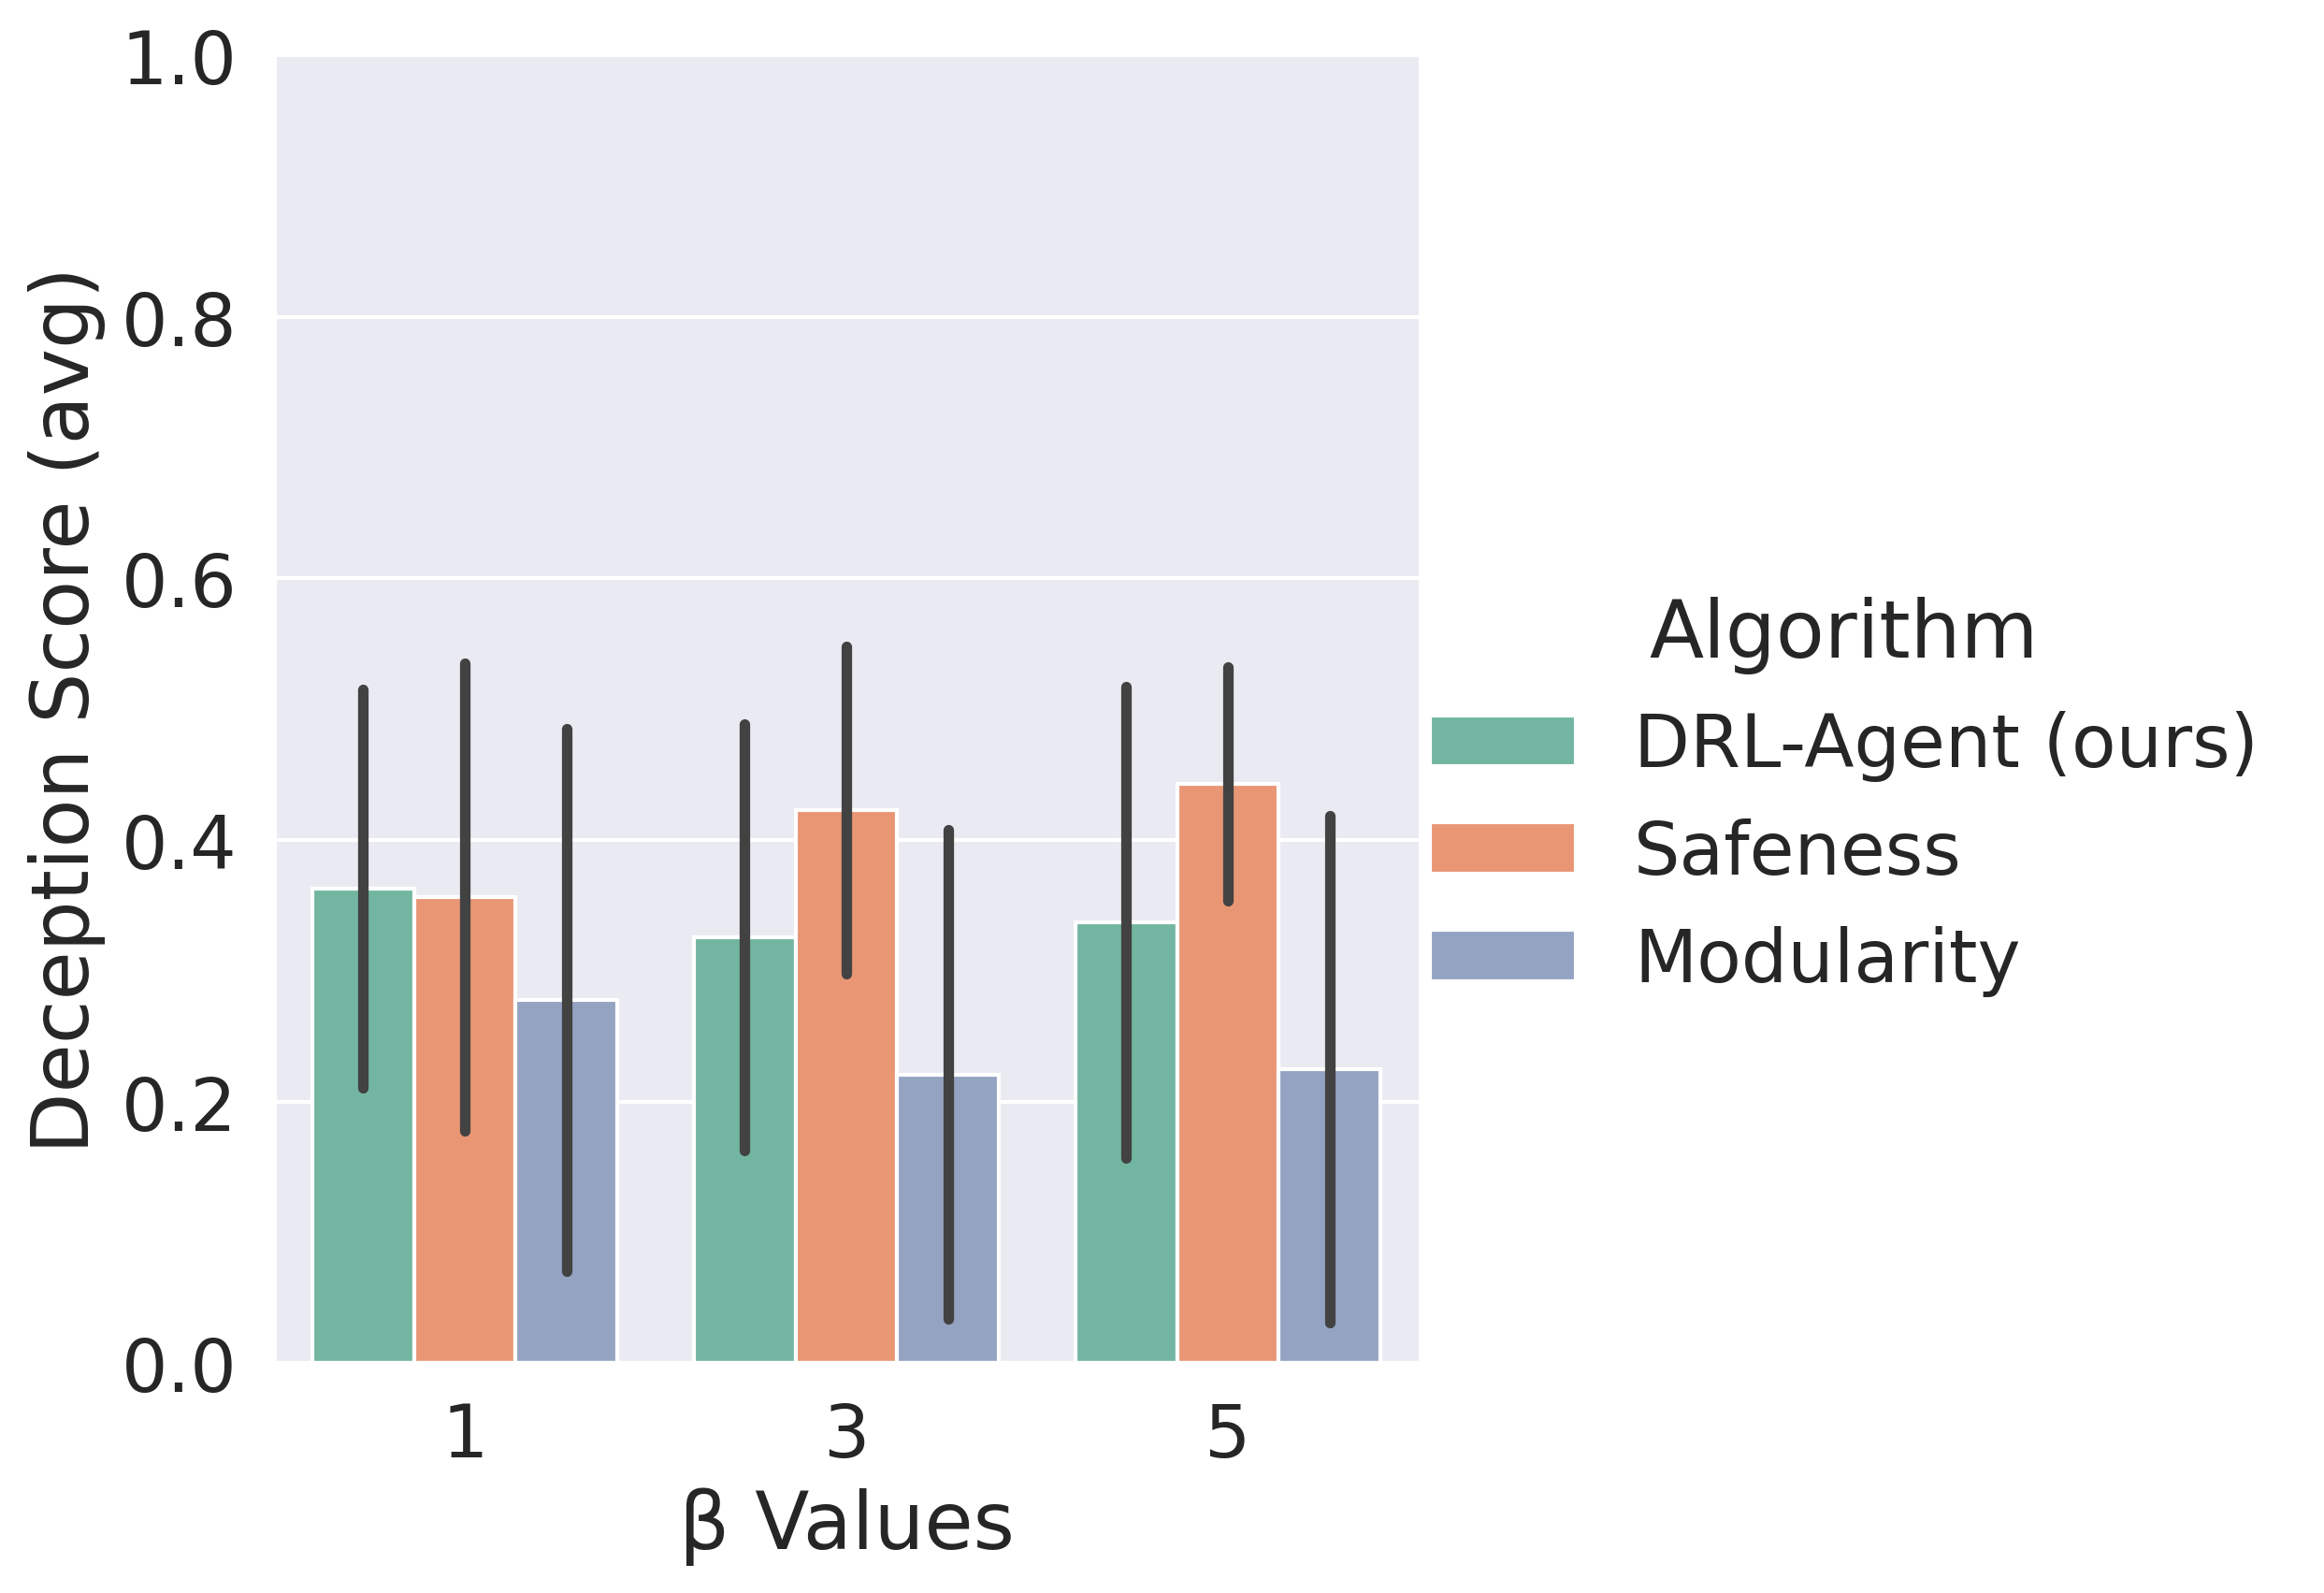 Deception Score (avg)
1.0
0.8
0.6
0.4
0.2
0.0
1 3 5
β Values
Algorithm
DRL-Agent (ours)
Safeness
Modularity